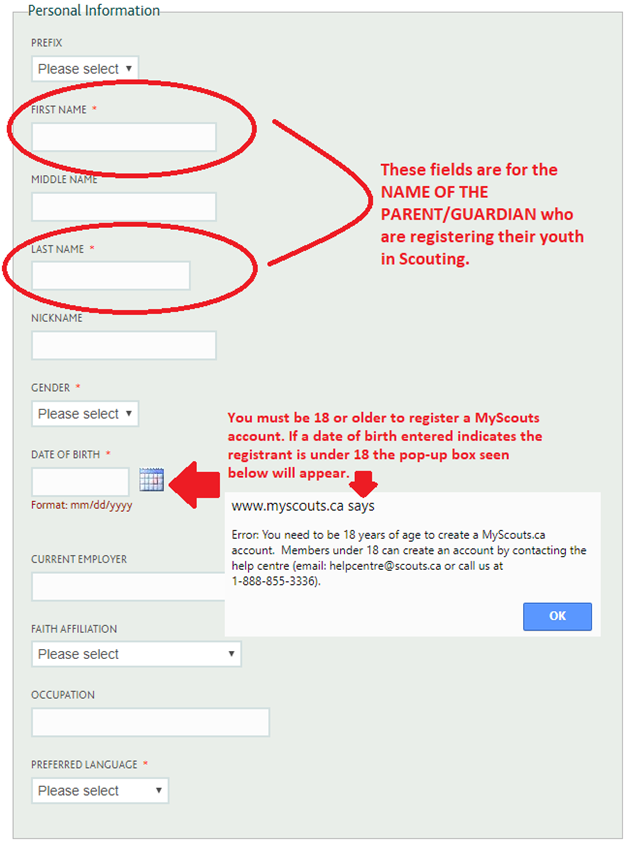 Personal Information
PREFIX
Please select
FIRST NAME *
MIDDLE NAME
LAST NAME *
These fields are for the
NAME OF THE
PARENT/GUARDIAN who
are registering their youth
in Scouting.
NICKNAME
GENDER *
Please select
You must be 18 or older to register a MyScouts
account. If a date of birth entered indicates the
registrant is under 18 the pop-up box seen
below will appear.
DATE OF BIRTH *
Format: mm/dd/yyyy
www.myscouts.ca says
Error: You need to be 18 years of age to create a MyScouts.ca
account. Members under 18 can create an account by contacting the
help centre (email: helpcentre@scouts.ca or call us at
1-888-855-3336).
OK
CURRENT EMPLOYER
FAITH AFFILIATION
Please select
OCCUPATION
PREFERRED LANGUAGE *
Please select